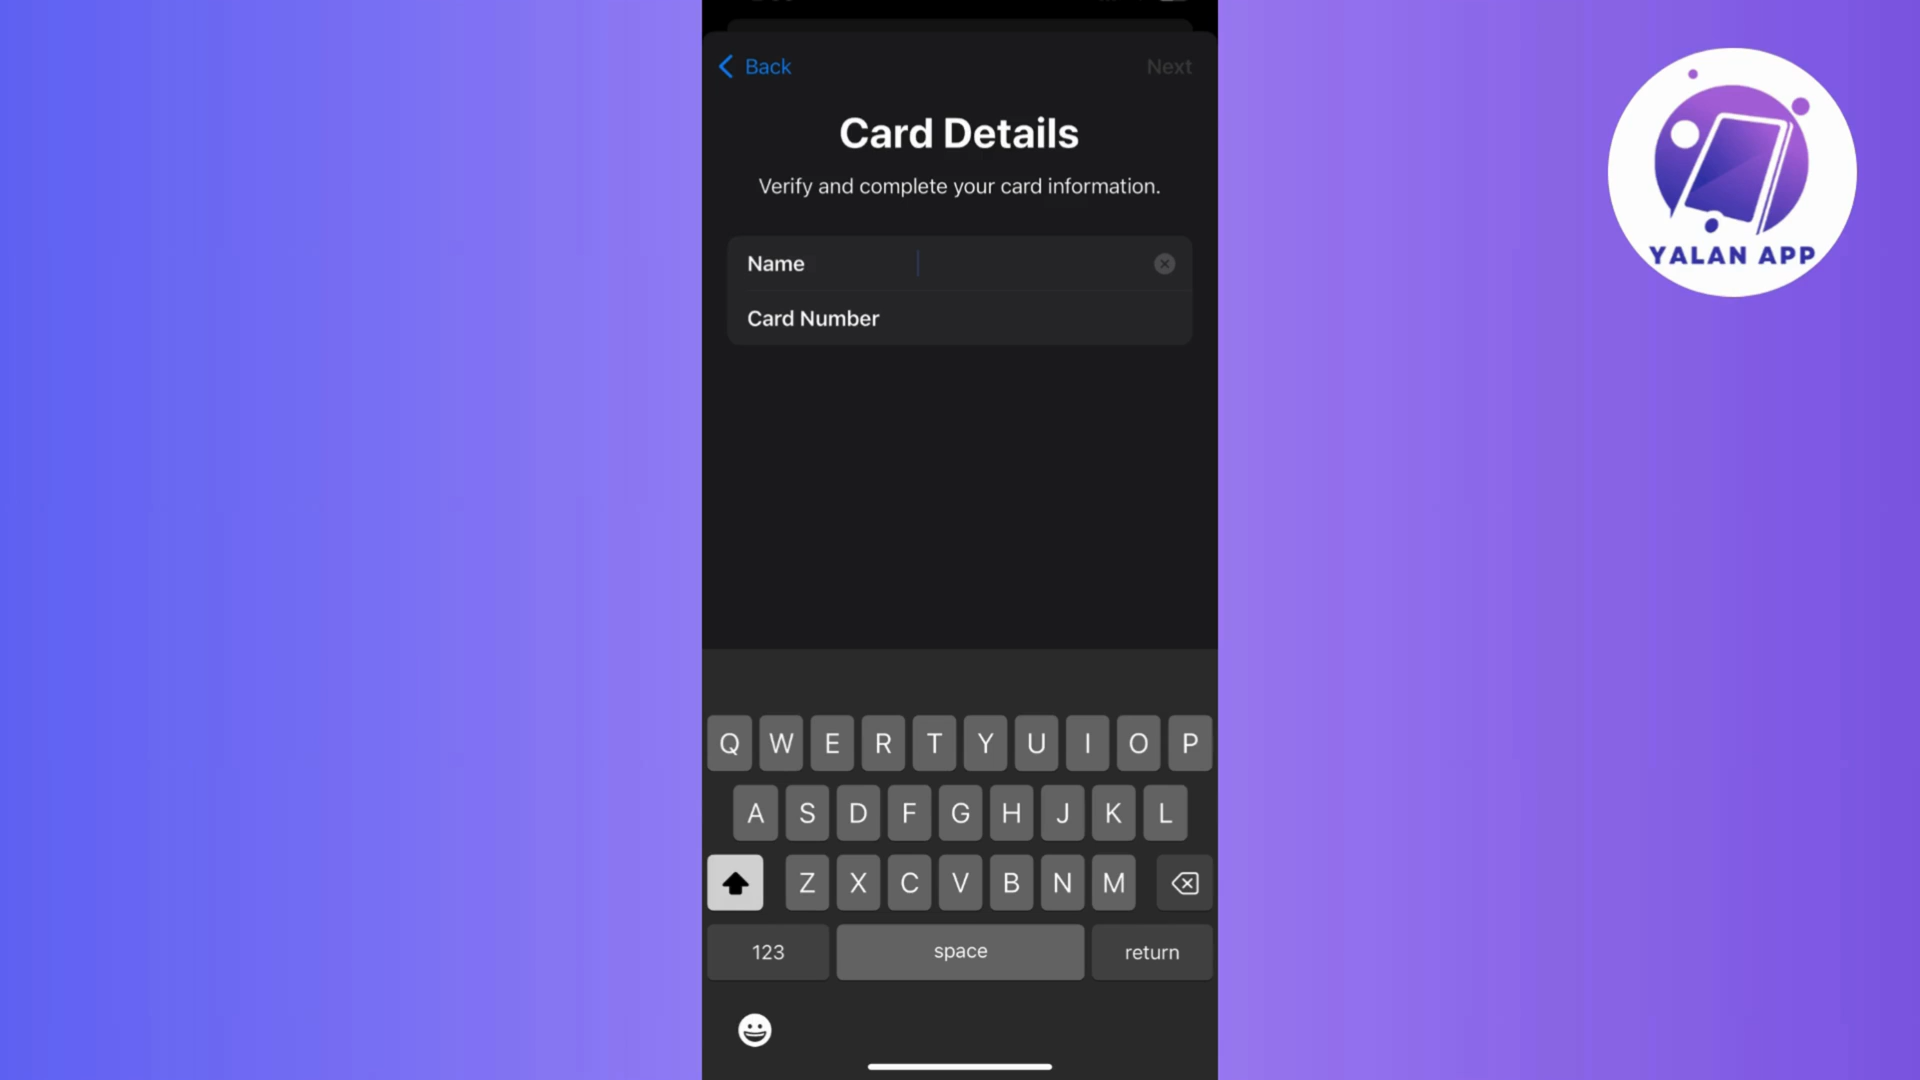 Back
Next
Card Details
Verify and complete your card information.
Name
Card Number
YALAN APP
Q W E R T Y U I O P
A S D F G H J K L
Z X C V B N M
123 space return